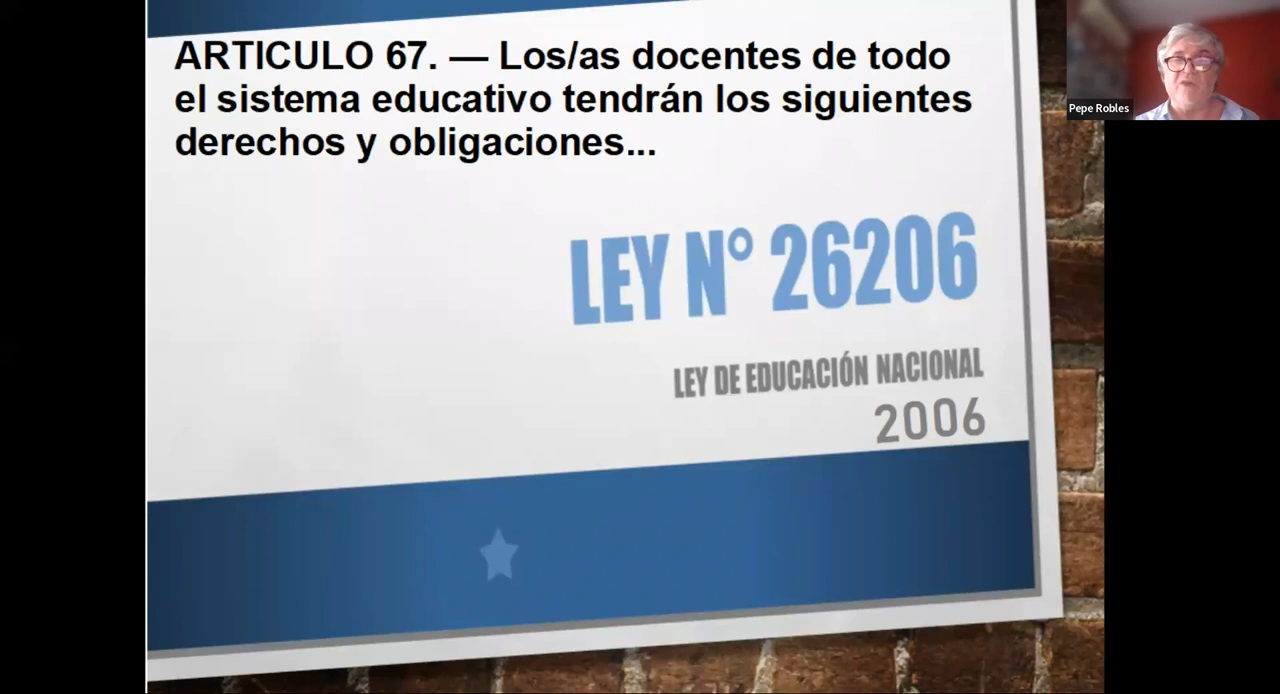 ARTICULO 67. — Los/as docentes de todo
el sistema educativo tendrán los siguientes
derechos y obligaciones...
LEY N° 26206
LEY DE EDUCACIÓN NACIONAL
2006
Pepe Robles